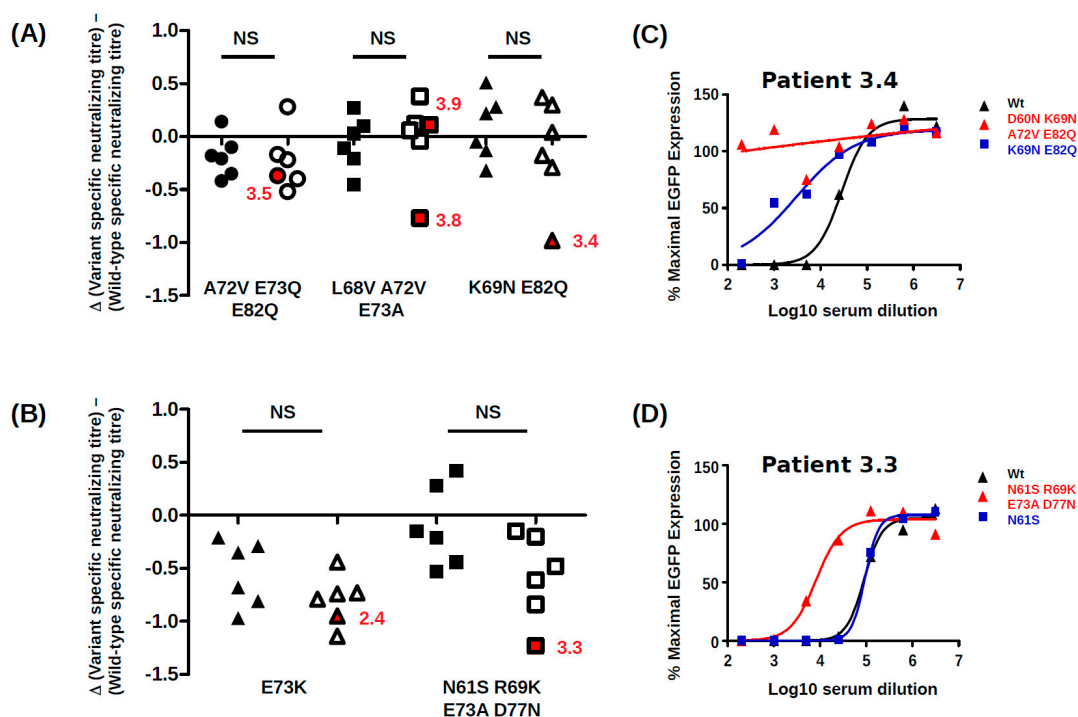 (A)
Δ (Variant specific neutralizing titre) –
(Wild-type specific neutralizing titre)
1.0
0.5
0.0
-0.5
-1.0
-1.5
NS
NS
NS
3.5
3.9
3.8
3.4
A72V E73Q
E82Q
L68V A72V
E73A
K69N E82Q
(C)
Patient 3.4
% Maximal EGFP Expression
150
100
50
0
2
3
4
5
6
7
Log10 serum dilution
Wt
D60N K69N
A72V E82Q
K69N E82Q
(B)
Δ (Variant specific neutralizing titre) –
(Wild-type specific neutralizing titre)
1.0
0.5
0.0
-0.5
-1.0
-1.5
NS
NS
2.4
3.3
E73K
N61S R69K
E73A D77N
(D)
Patient 3.3
% Maximal EGFP Expression
150
100
50
0
2
3
4
5
6
7
Log10 serum dilution
Wt
N61S R69K
E73A D77N
N61S